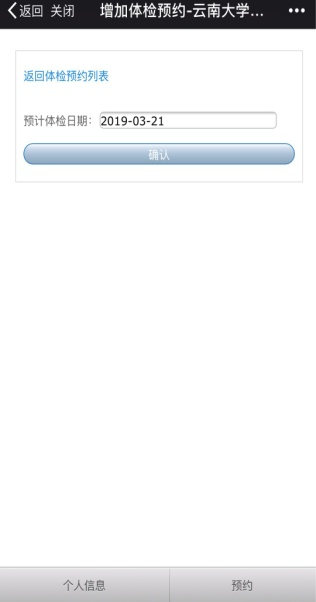 返回 关闭 增加体检预约-云南大学...
返回体检预约列表
预计体检日期： 2019-03-21
确认
个人信息 预约